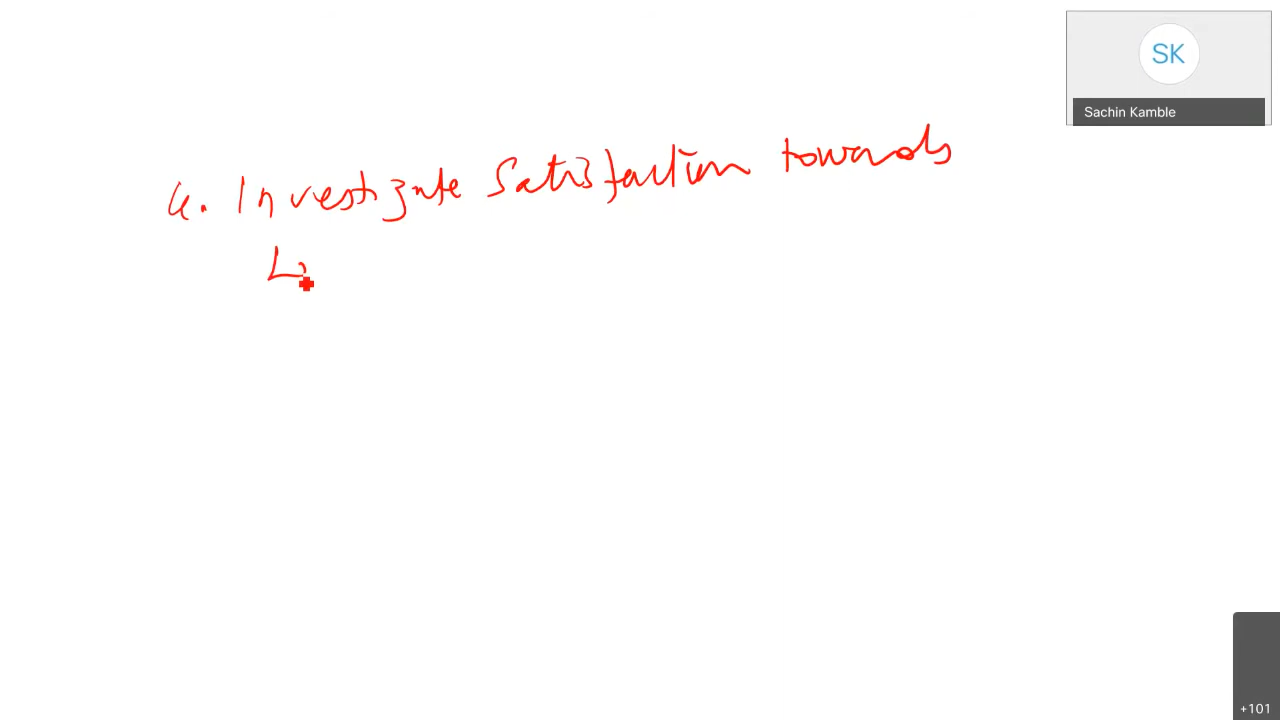 SK
Sachin Kamble
4. Investigate Satisfaction towards
L
+101